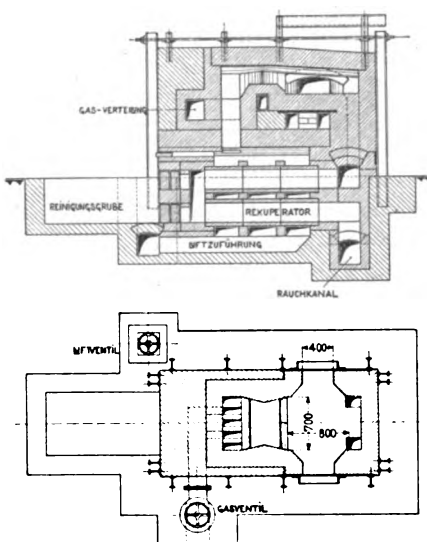 GAS-VERTEILUNG
REINIGUNGSGRUBE
REKUPERATOR
LUFTZUFÜHRUNG
RAUCHKANAL
LUFTVENTIL
400
700
800
GASVENTIL